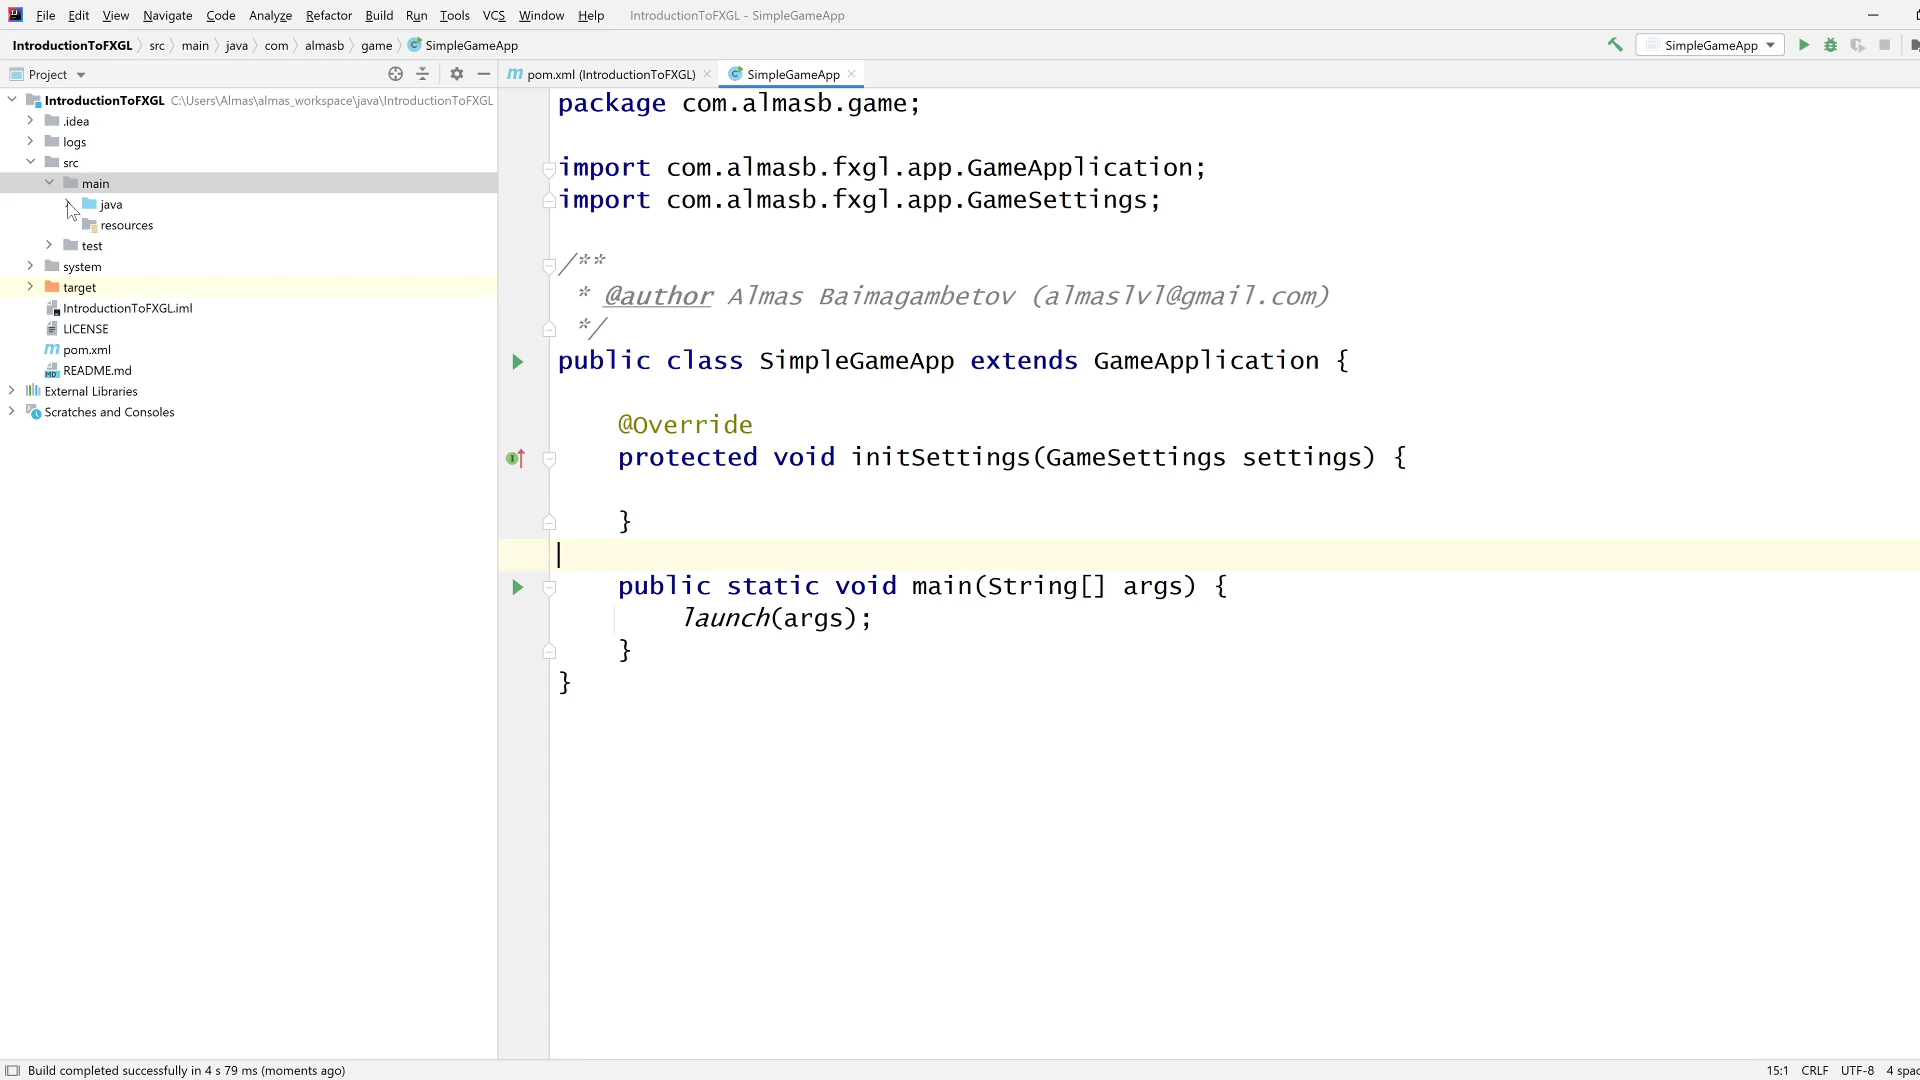 File Edit View Navigate Code Analyze Refactor Build Run Tools VCS Window Help IntroductionToFXGL - SimpleGameApp
IntroductionToFXGL src main java com almasb game SimpleGameApp SimpleGameApp
Project pom.xml (IntroductionToFXGL) SimpleGameApp
IntroductionToFXGL C:\Users\Almas\almas_workspace\java\IntroductionToFXGL
.idea
logs
src
main
java
resources
test
system
target
IntroductionToFXGL.iml
LICENSE
pom.xml
README.md
External Libraries
Scratches and Consoles
package com.almasb.game;
import com.almasb.fxgl.app.GameApplication;
import com.almasb.fxgl.app.GameSettings;
/**
* @author Almas Baimagambetov (almaslvl@gmail.com)
*/
public class SimpleGameApp extends GameApplication {
@Override
protected void initSettings(GameSettings settings) {
}
public static void main(String[] args) {
launch(args);
}
}
Build completed successfully in 4 s 79 ms (moments ago) 15:1 CRLF UTF-8 4 spac